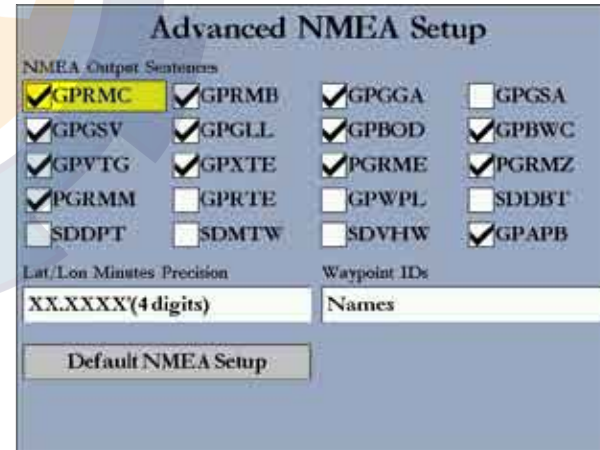 Advanced NMEA Setup
NMEA Output Sentences
GPRMC GPRMB GPGGA GPGSA
GPGSV GPGLL GPBOD GPBWC
GPVTG GPXTE PGRME PGRMZ
PGRMM GPRTE GPWPL SDDBT
SDDPT SDMTW SDVHW GPAPB
Lat/Lon Minutes Precision Waypoint IDs
XX.XXXX'(4 digits) Names
Default NMEA Setup